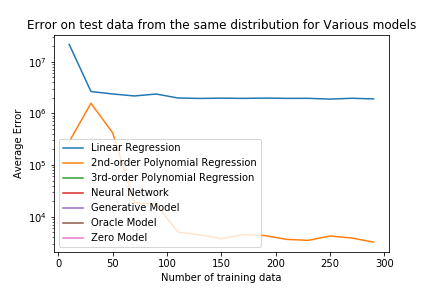 Error on test data from the same distribution for Various models
10^7
10^6
10^5
10^4
Average Error
Linear Regression
2nd-order Polynomial Regression
3rd-order Polynomial Regression
Neural Network
Generative Model
Oracle Model
Zero Model
0 50 100 150 200 250 300
Number of training data